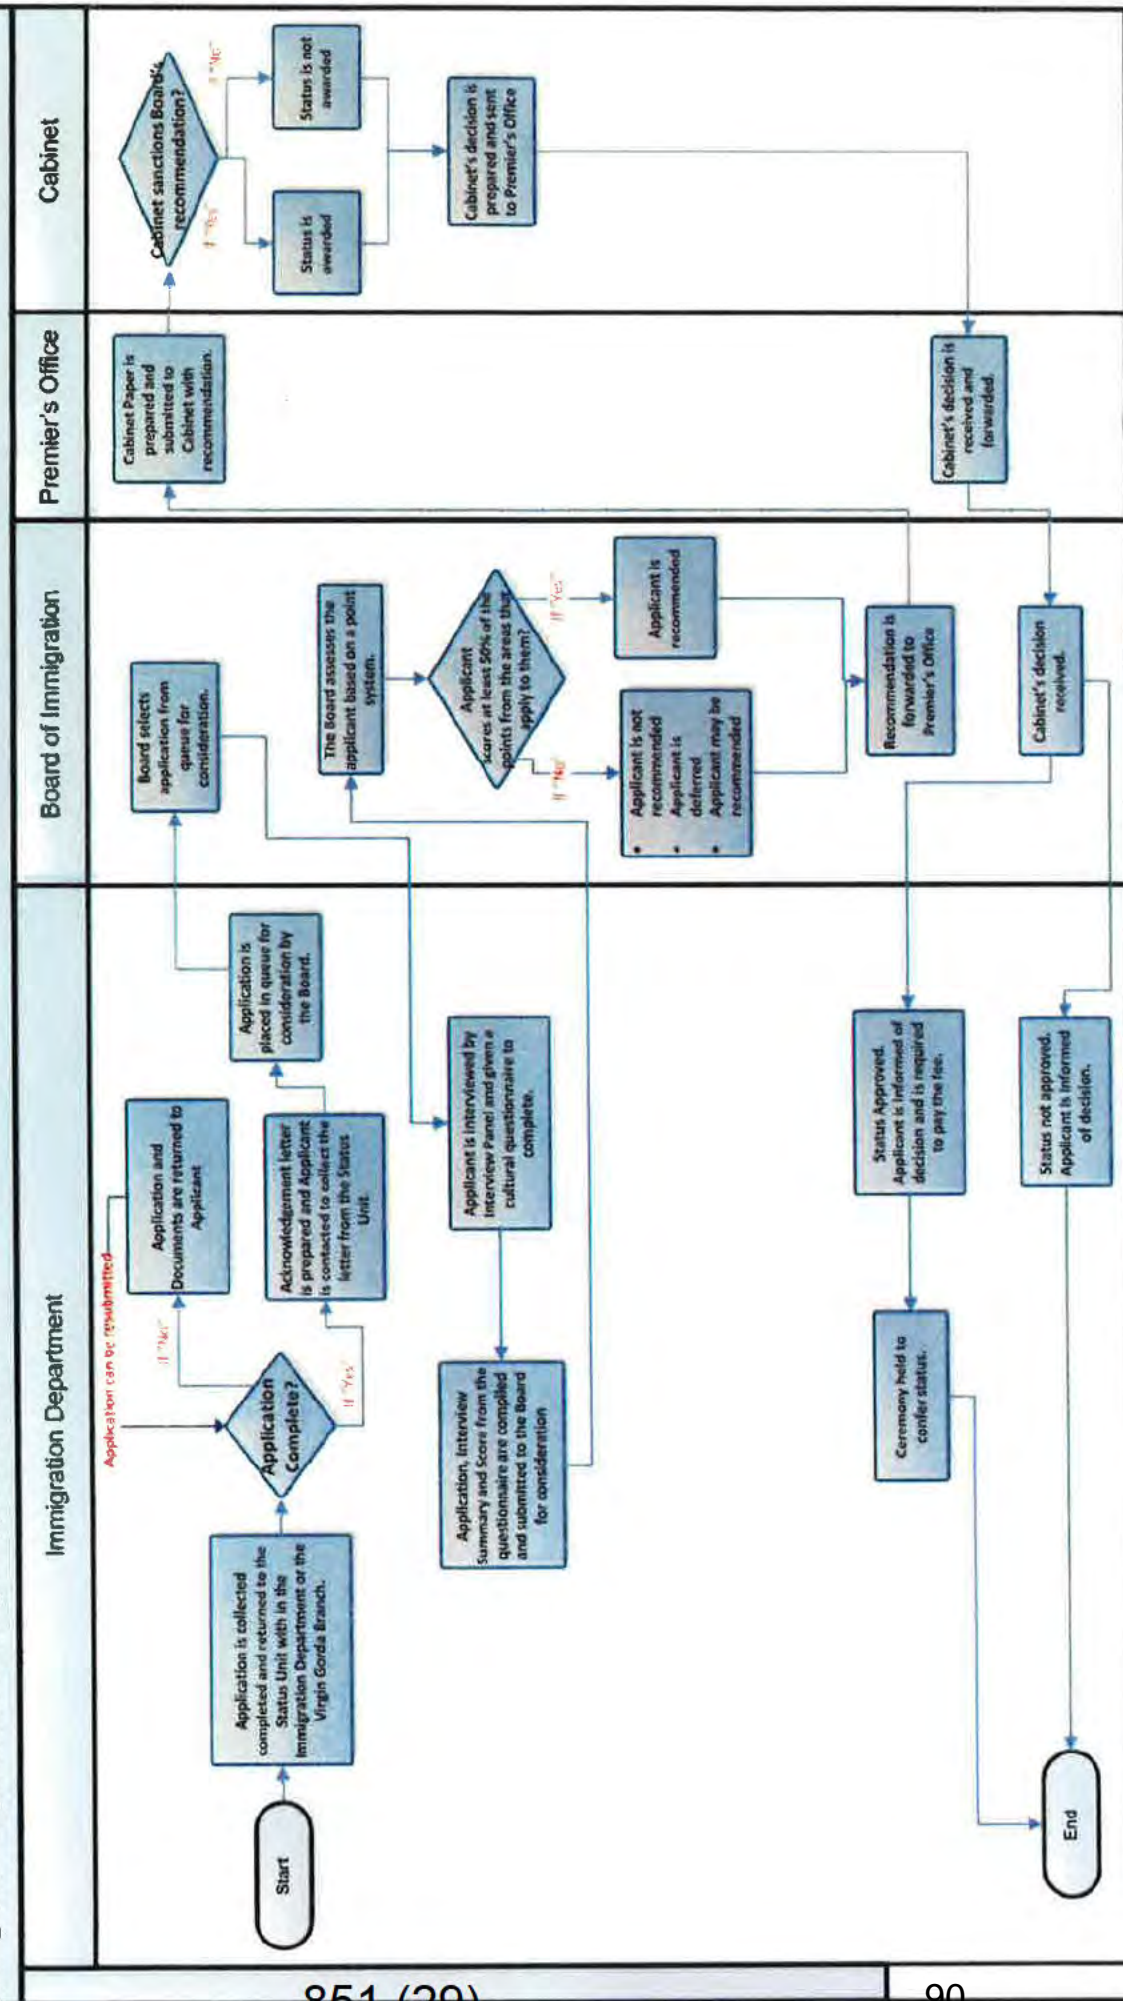 Immigration Department
Board of Immigration
Premier's Office
Cabinet
Start
Application is collected
completed and returned to the
Status Unit with in the
Immigration Department or the
Virgin Gorda Branch.
Application can be resubmitted
Application
Complete?
If "No"
If "Yes"
Application and
Documents are returned to
Applicant
Acknowledgement letter
is prepared and Applicant
is contacted to collect the
letter from the Status
Unit
Application is
placed in queue for
consideration by
the Board.
Board selects
application from
queue for
consideration.
Applicant is interviewed by
Interview Panel and given a
cultural questionnaire to
complete.
Application, Interview
Summary and Score from the
questionnaire are complied
and submitted to the Board
for consideration
The Board assesses the
applicant based on a point
system.
Applicant
scores at least 50% of the
points from the areas that
apply to them?
If "No"
If "Yes"
• Applicant is not
recommended
• Applicant is
deferred
• Applicant may be
recommended
Applicant is
recommended
Recommendation is
forwarded to
Premier's Office
Cabinet Paper is
prepared and
submitted to
Cabinet with
recommendation.
Cabinet sanctions Board's
recommendation?
If "Yes"
If "No"
Status is
awarded
Status is not
awarded
Cabinet's decision is
prepared and sent
to Premier's Office
Cabinet's decision is
received and
forwarded.
Cabinet's decision
received.
Status Approved.
Applicant is informed of
decision and is required
to pay the fee.
Status not approved.
Applicant is informed
of decision.
Ceremony held to
confer status.
End
851 (29)
90